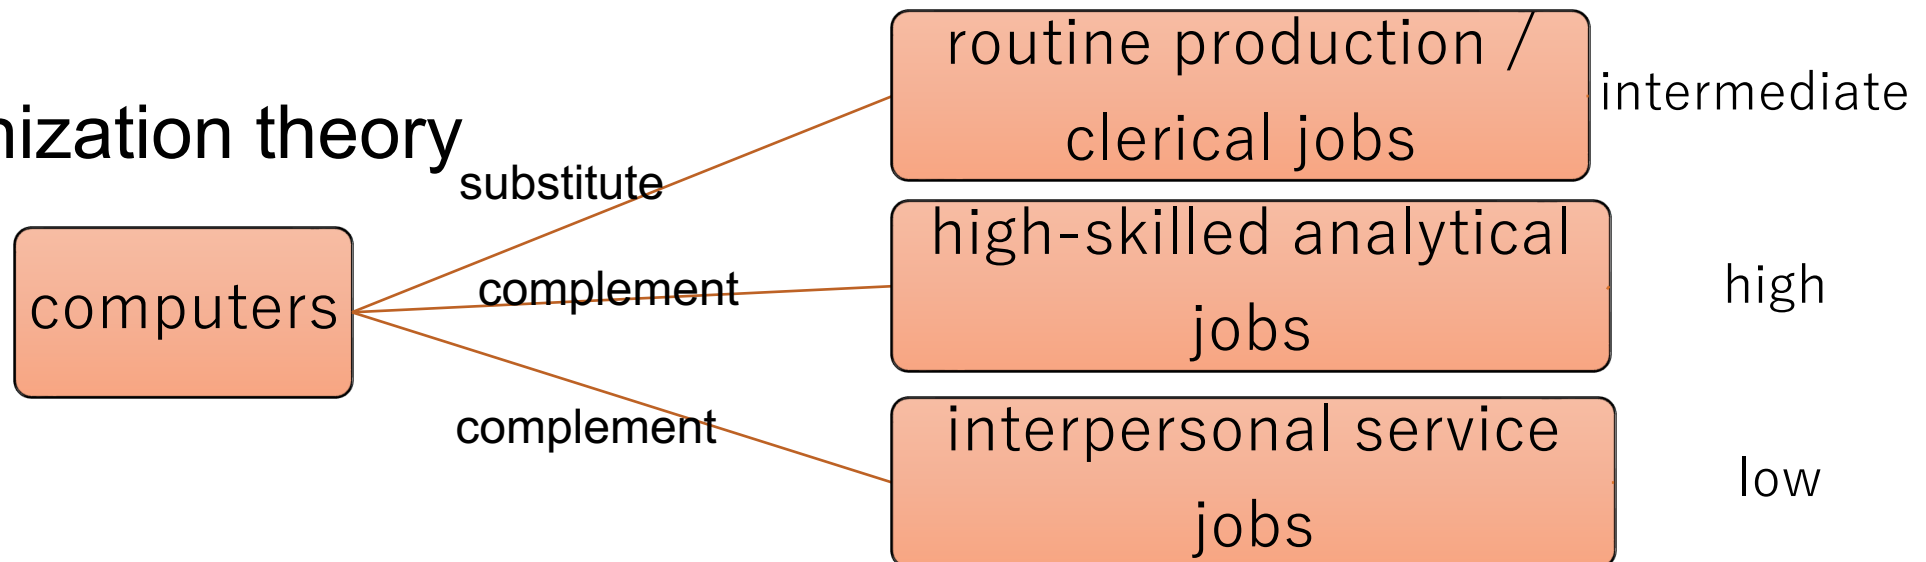 nization theory
computers
substitute
complement
complement
routine production /
clerical jobs
intermediate
high-skilled analytical
jobs
high
interpersonal service
jobs
low